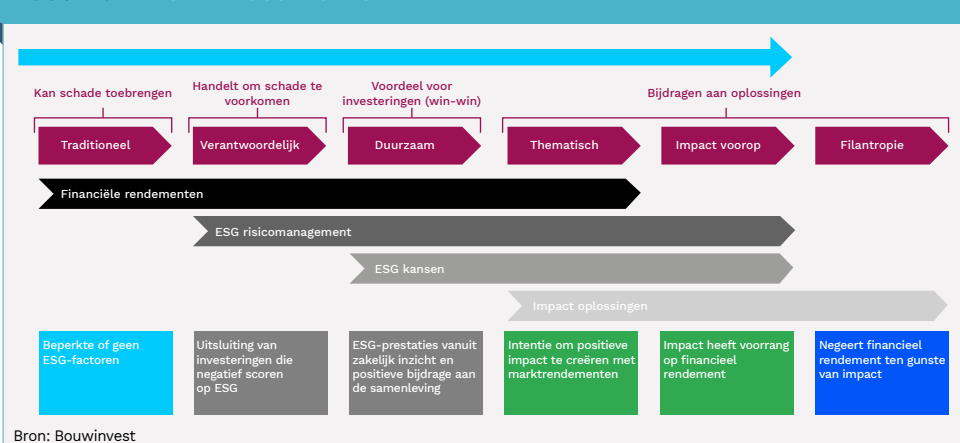 Kan schade toebrengen
Handelt om schade te
voorkomen
Voordeel voor
investeringen (win-win)
Bijdragen aan oplossingen
Traditioneel
Verantwoordelijk
Duurzaam
Thematisch
Impact voorop
Filantropie
Financiële rendementen
ESG risicomanagement
ESG kansen
Impact oplossingen
Beperkte of geen
ESG-factoren
Uitsluiting van
investeringen die
negatief scoren
op ESG
ESG-prestaties vanuit
zakelijk inzicht en
positieve bijdrage aan
de samenleving
Intentie om positieve
impact te creëren met
marktrendementen
Impact heeft voorrang
op financieel
rendement
Negeert financieel
rendement ten gunste
van impact
Bron: Bouwinvest